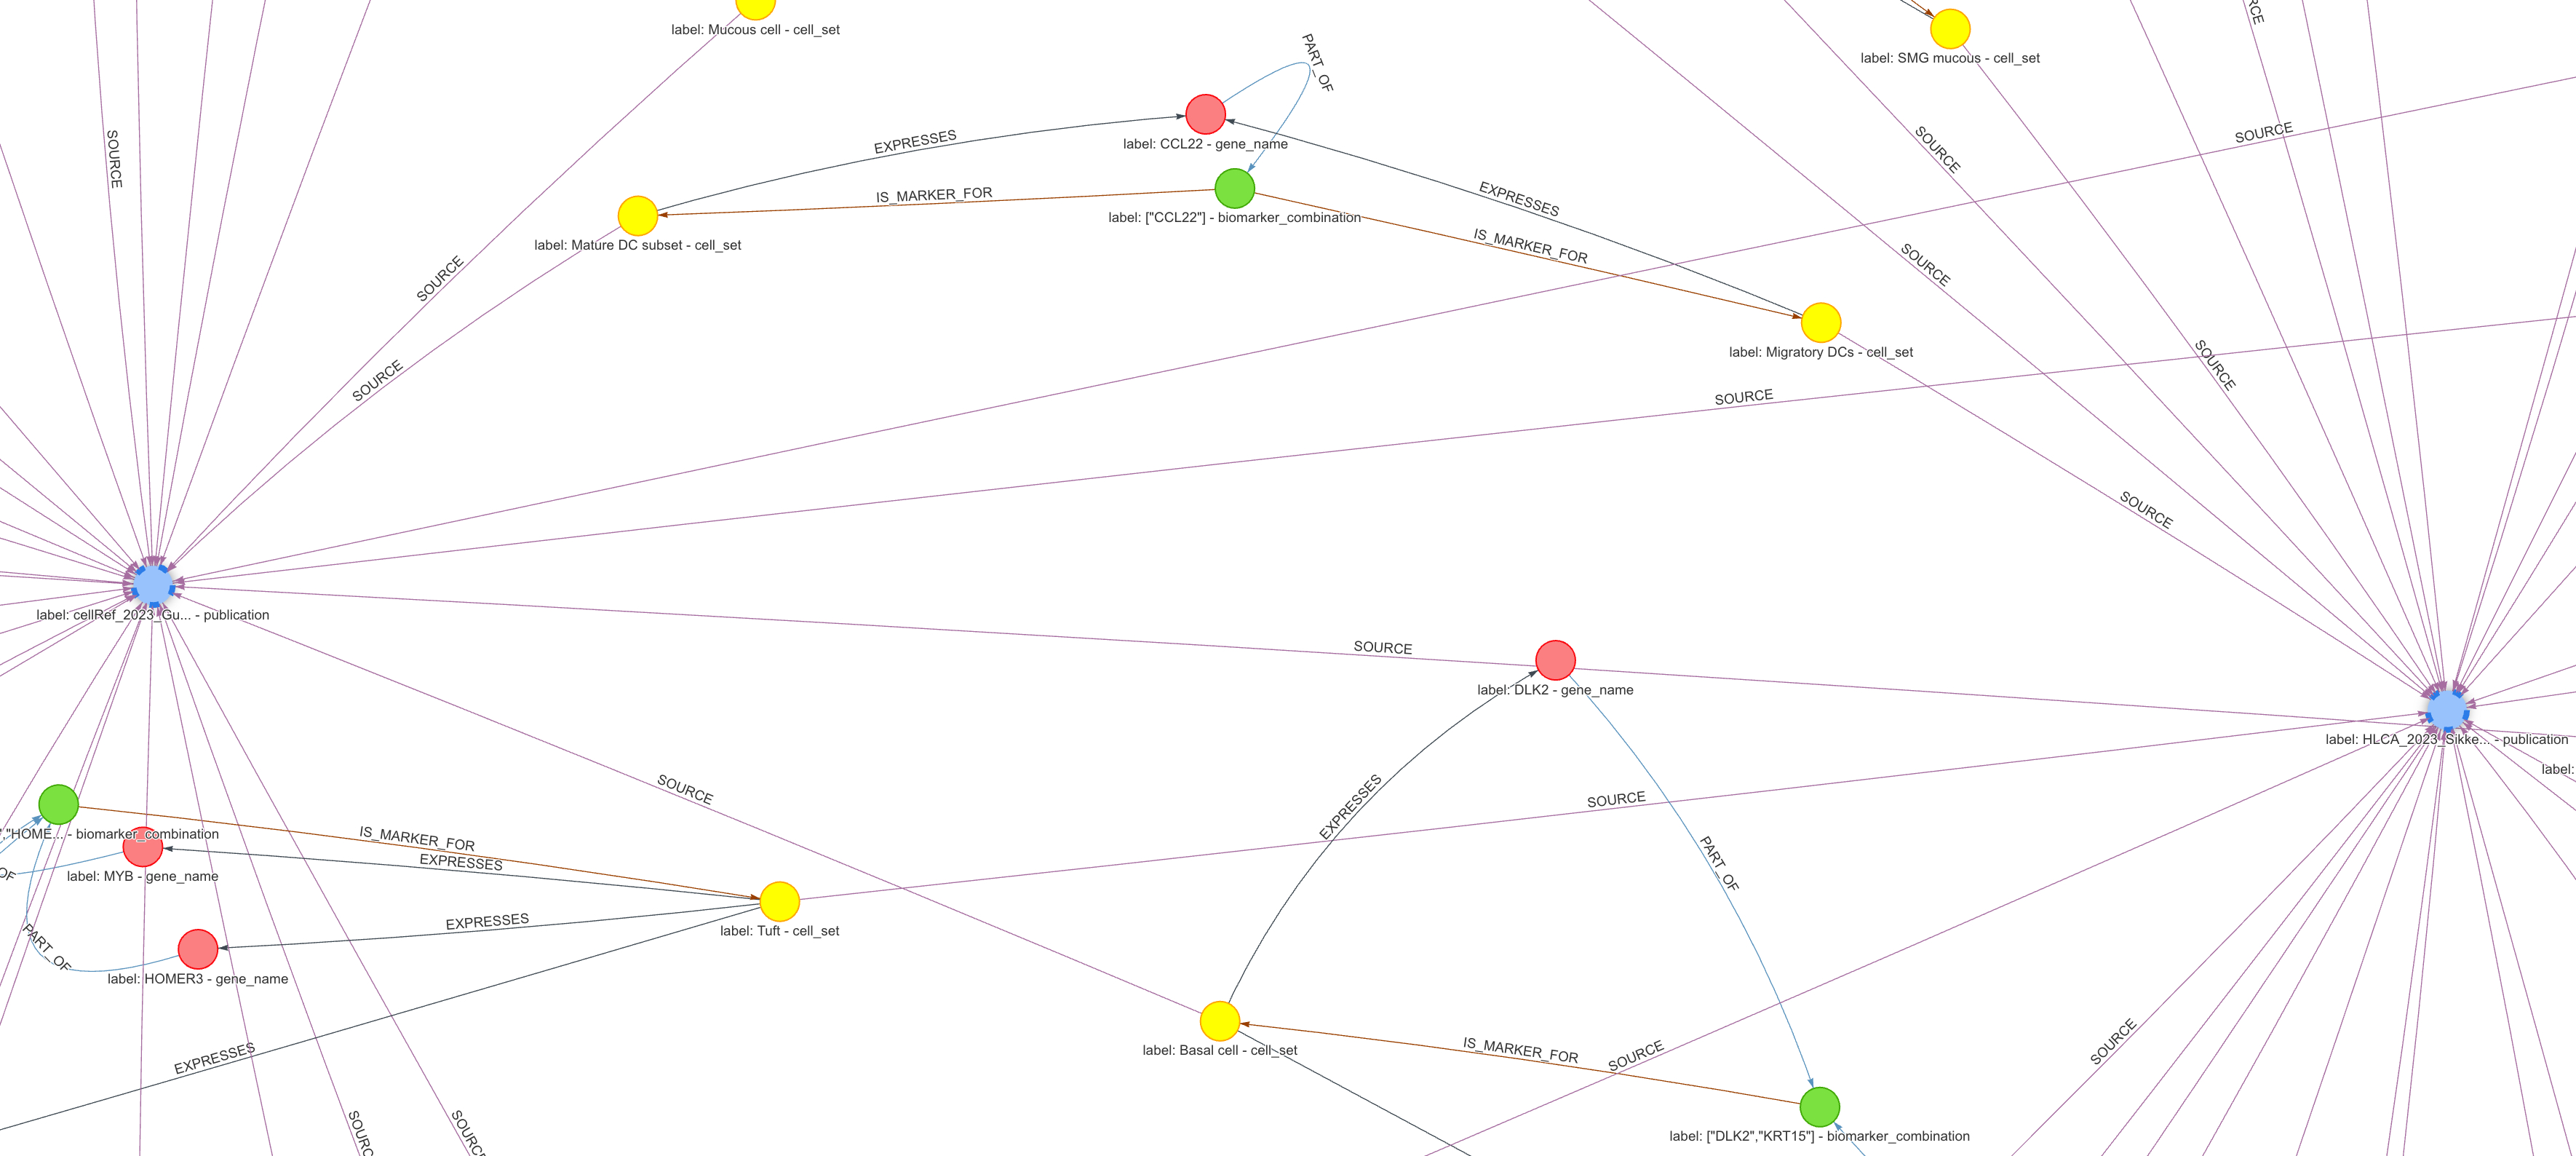 label: Mucous cell - cell_set
label: SMG mucous - cell_set
RCE
PART_OF
SOURCE
label: CCL22 - gene_name
EXPRESSES
SOURCE
SOURCE
IS_MARKER_FOR
label: ["CCL22"] - biomarker_combination
EXPRESSES
label: Mature DC subset - cell_set
IS_MARKER_FOR
SOURCE
SOURCE
label: Migratory DCs - cell_set
SOURCE
SOURCE
SOURCE
SOURCE
label: cellRef_2023_Gu... - publication
SOURCE
label: DLK2 - gene_name
label: HLCA_2023_Sikke... - publication
label:
SOURCE
SOURCE
EXPRESSES
,"HOME... - biomarker_combination
IS_MARKER_FOR
EXPRESSES
OF
label: MYB - gene_name
PART_OF
EXPRESSES
label: Tuft - cell_set
PART_OF
label: HOMER3 - gene_name
label: Basal cell - cell_set
IS_MARKER_FOR
SOURCE
SOURCE
EXPRESSES
SOURC
SOURCE
label: ["DLK2","KRT15"] - biomarker_combination